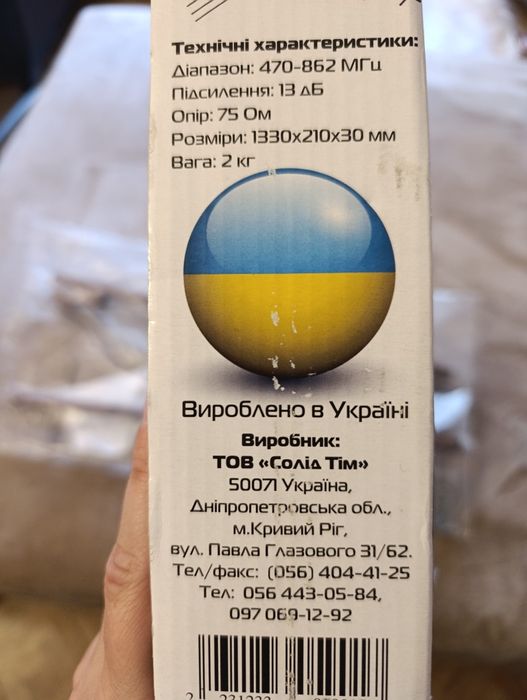 Технічні характеристики:
Діапазон: 470-862 МГц
Підсилення: 13 дБ
Опір: 75 Ом
Розміри: 1330х210х30 мм
Вага: 2 кг
Вироблено в Україні
Виробник:
ТОВ «Солід Тім»
50071 Україна,
Дніпропетровська обл.,
м.Кривий Ріг,
вул. Павла Глазового 31/62.
Тел/факс: (056) 404-41-25
Тел: 056 443-05-84,
097 069-12-92